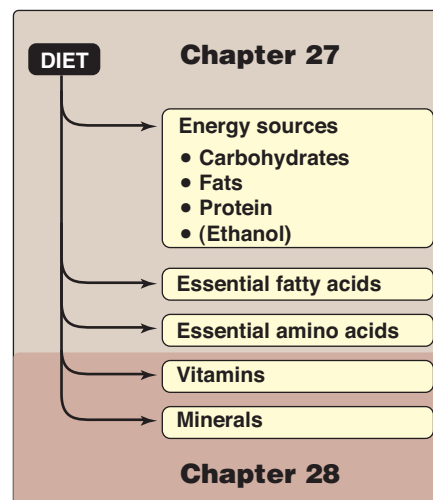 Chapter 27
DIET
Energy sources
• Carbohydrates
• Fats
• Protein
• (Ethanol)
Essential fatty acids
Essential amino acids
Vitamins
Minerals
Chapter 28